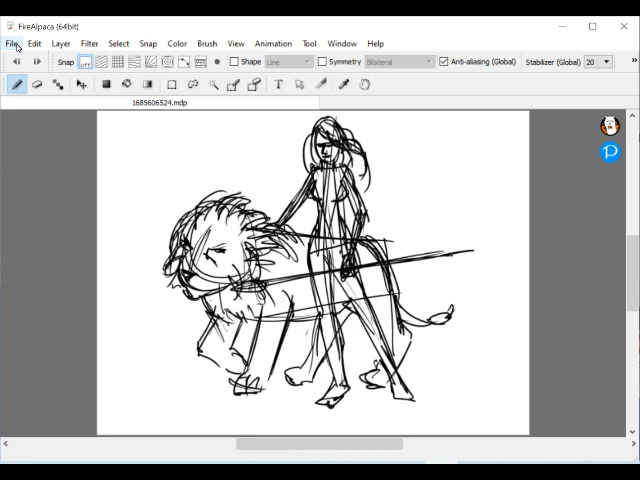 FireAlpaca (64bit)
File Edit Layer Filter Select Snap Color Brush View Animation Tool Window Help
Snap off Shape Line Symmetry Bilateral Anti-aliasing (Global) Stabilizer (Global) 20
T
1685606524.mdp